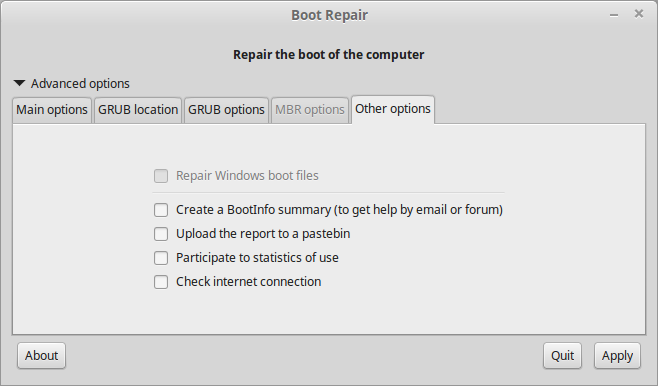 Boot Repair
Repair the boot of the computer
Advanced options
Main options GRUB location GRUB options MBR options Other options
Repair Windows boot files
Create a BootInfo summary (to get help by email or forum)
Upload the report to a pastebin
Participate to statistics of use
Check internet connection
About Quit Apply